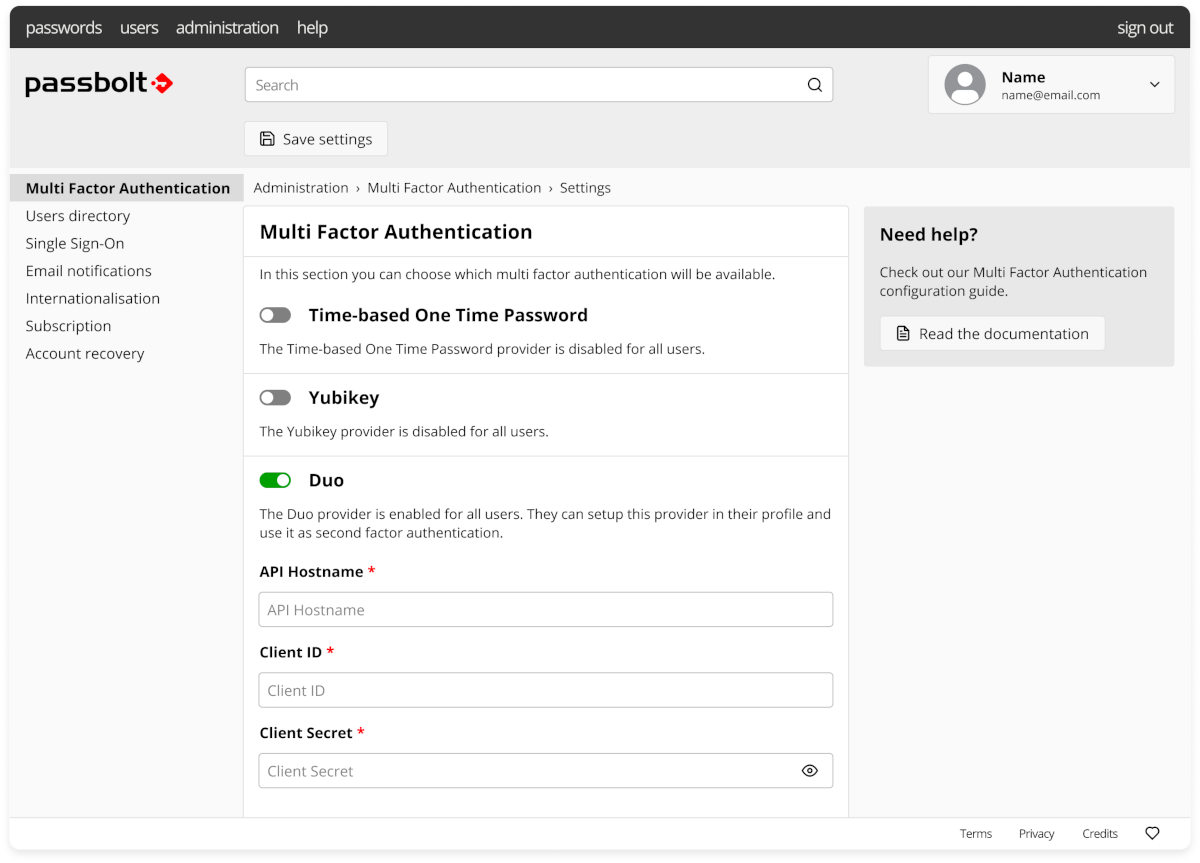 passwords users administration help sign out
passbolt
Search
Name
name@email.com
Save settings
Multi Factor Authentication
Users directory
Single Sign-On
Email notifications
Internationalisation
Subscription
Account recovery
Administration › Multi Factor Authentication › Settings
Multi Factor Authentication
In this section you can choose which multi factor authentication will be available.
Time-based One Time Password
The Time-based One Time Password provider is disabled for all users.
Yubikey
The Yubikey provider is disabled for all users.
Duo
The Duo provider is enabled for all users. They can setup this provider in their profile and
use it as second factor authentication.
API Hostname *
API Hostname
Client ID *
Client ID
Client Secret *
Client Secret
Need help?
Check out our Multi Factor Authentication
configuration guide.
Read the documentation
Terms Privacy Credits